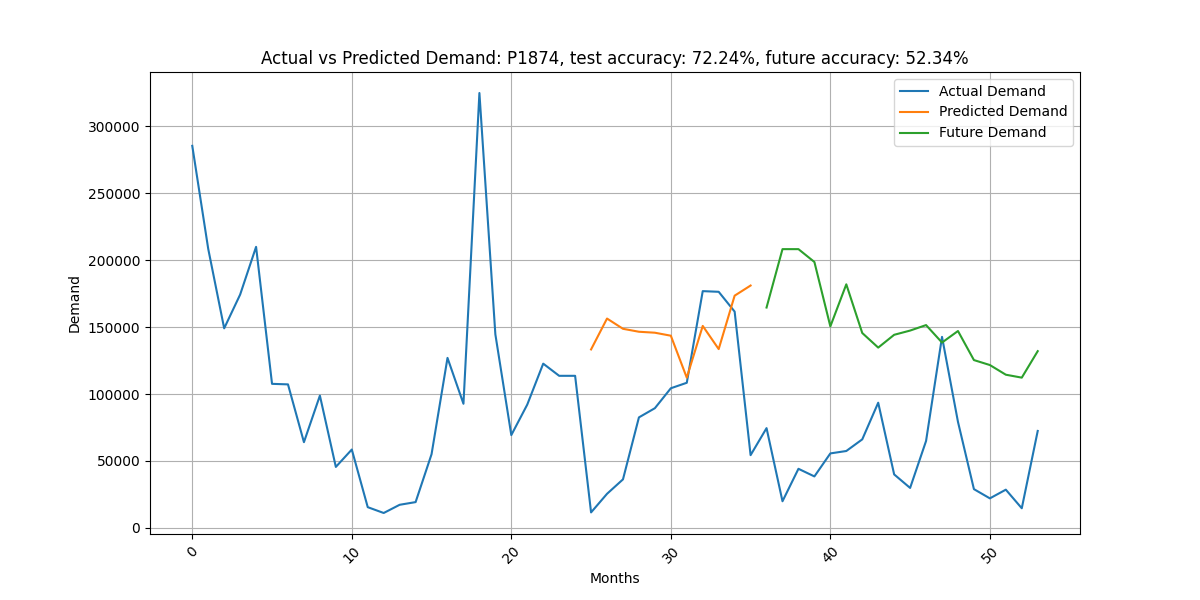 Actual vs Predicted Demand: P1874, test accuracy: 72.24%, future accuracy: 52.34%
Actual Demand
Predicted Demand
Future Demand
300000
250000
200000
150000
100000
50000
0
Demand
0 10 20 30 40 50
Months